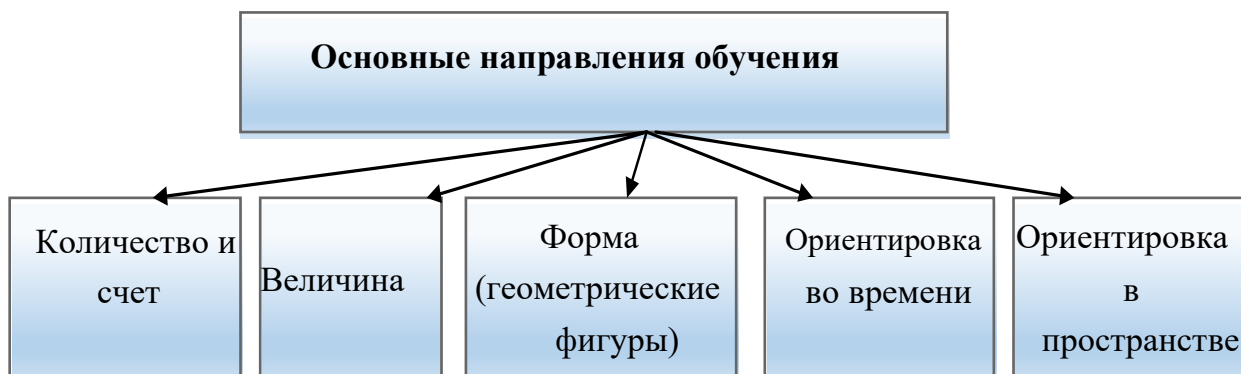 Основные направления обучения
Количество и
счет
Величина
Форма
(геометрические
фигуры)
Ориентировка
во времени
Ориентировка
в
пространстве